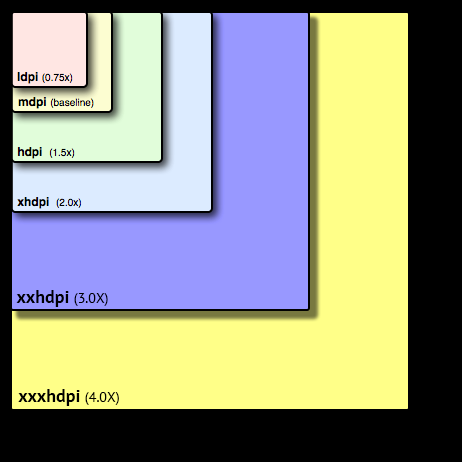 ldpi (0.75x)
mdpi (baseline)
hdpi (1.5x)
xhdpi (2.0x)
xxhdpi (3.0X)
xxxhdpi (4.0X)